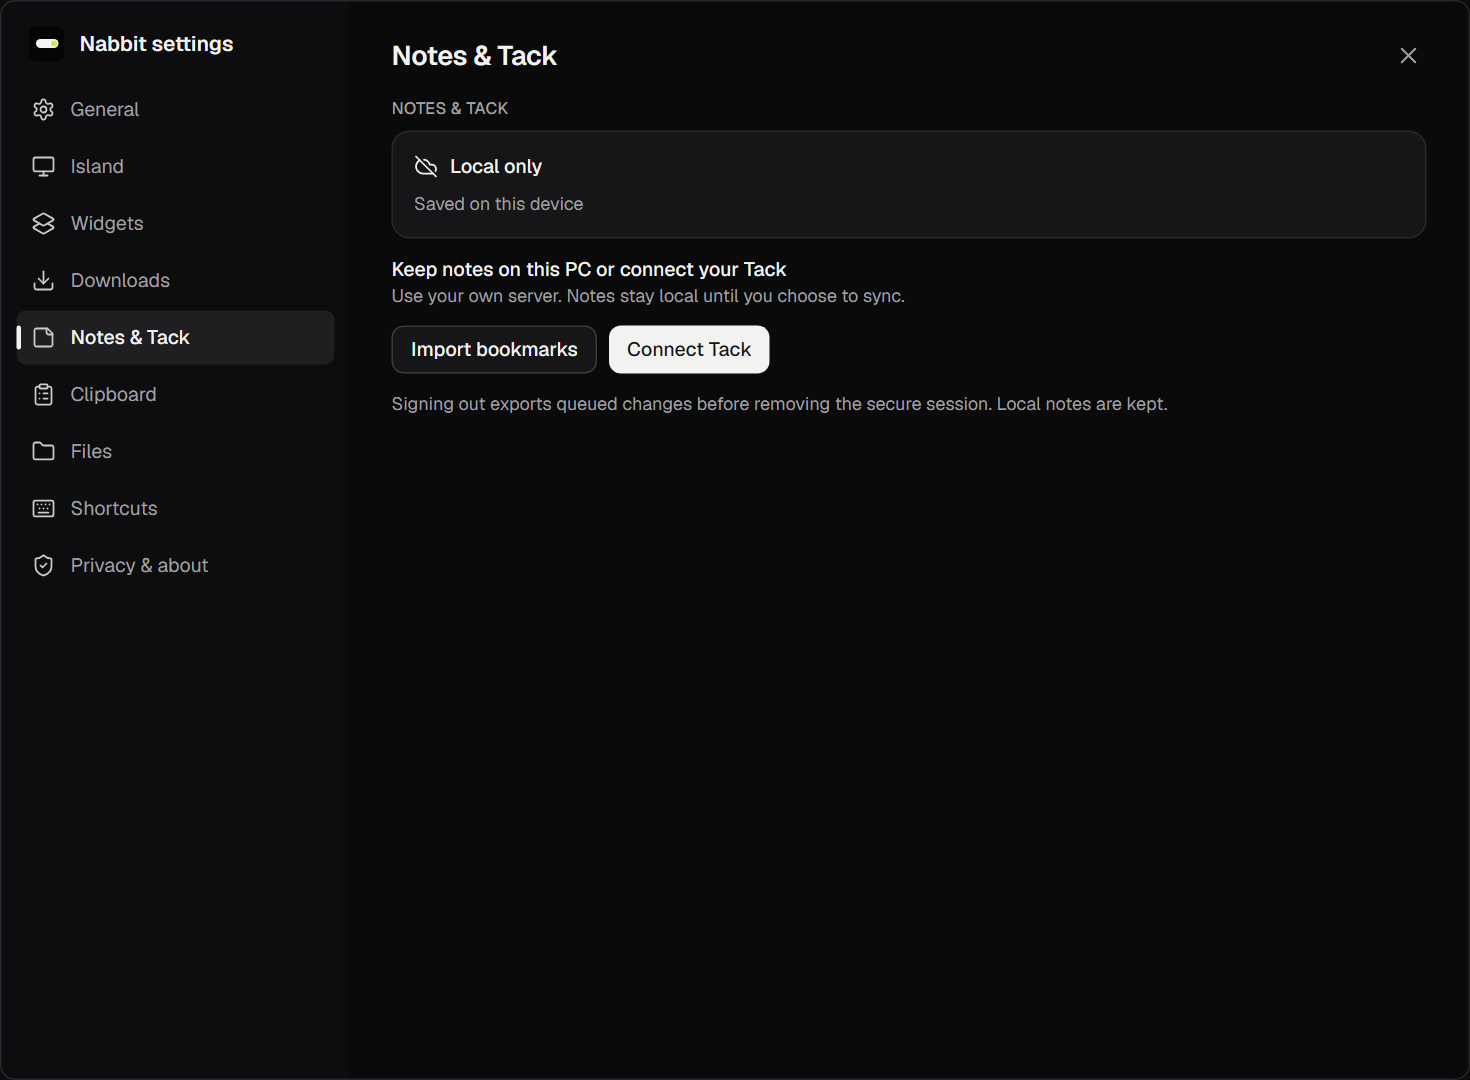 Nabbit settings
General
Island
Widgets
Downloads
Notes & Tack
Clipboard
Files
Shortcuts
Privacy & about
Notes & Tack
NOTES & TACK
Local only
Saved on this device
Keep notes on this PC or connect your Tack
Use your own server. Notes stay local until you choose to sync.
Import bookmarks
Connect Tack
Signing out exports queued changes before removing the secure session. Local notes are kept.